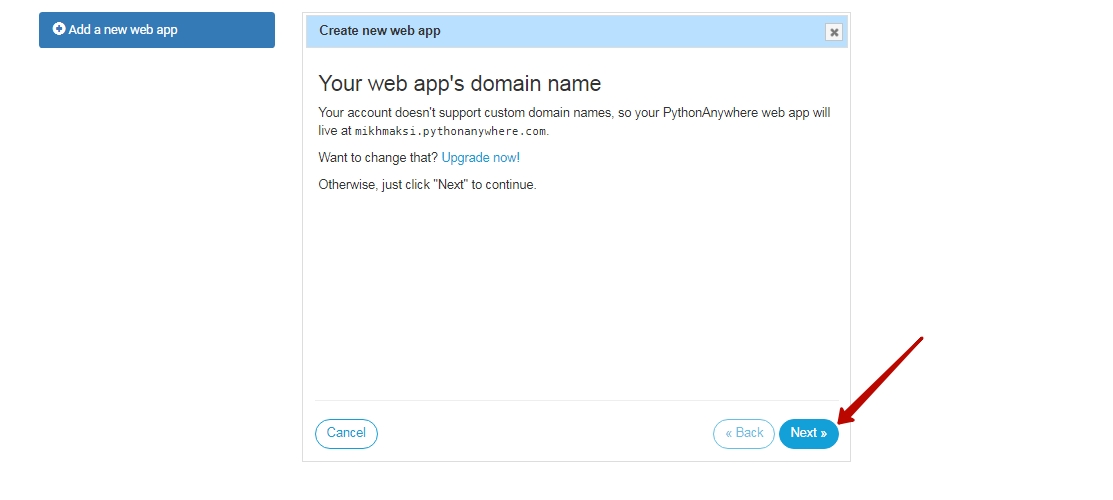 Add a new web app
Create new web app
Your web app's domain name
Your account doesn't support custom domain names, so your PythonAnywhere web app will
live at mikhmaksi.pythonanywhere.com.
Want to change that? Upgrade now!
Otherwise, just click "Next" to continue.
Cancel
« Back
Next »